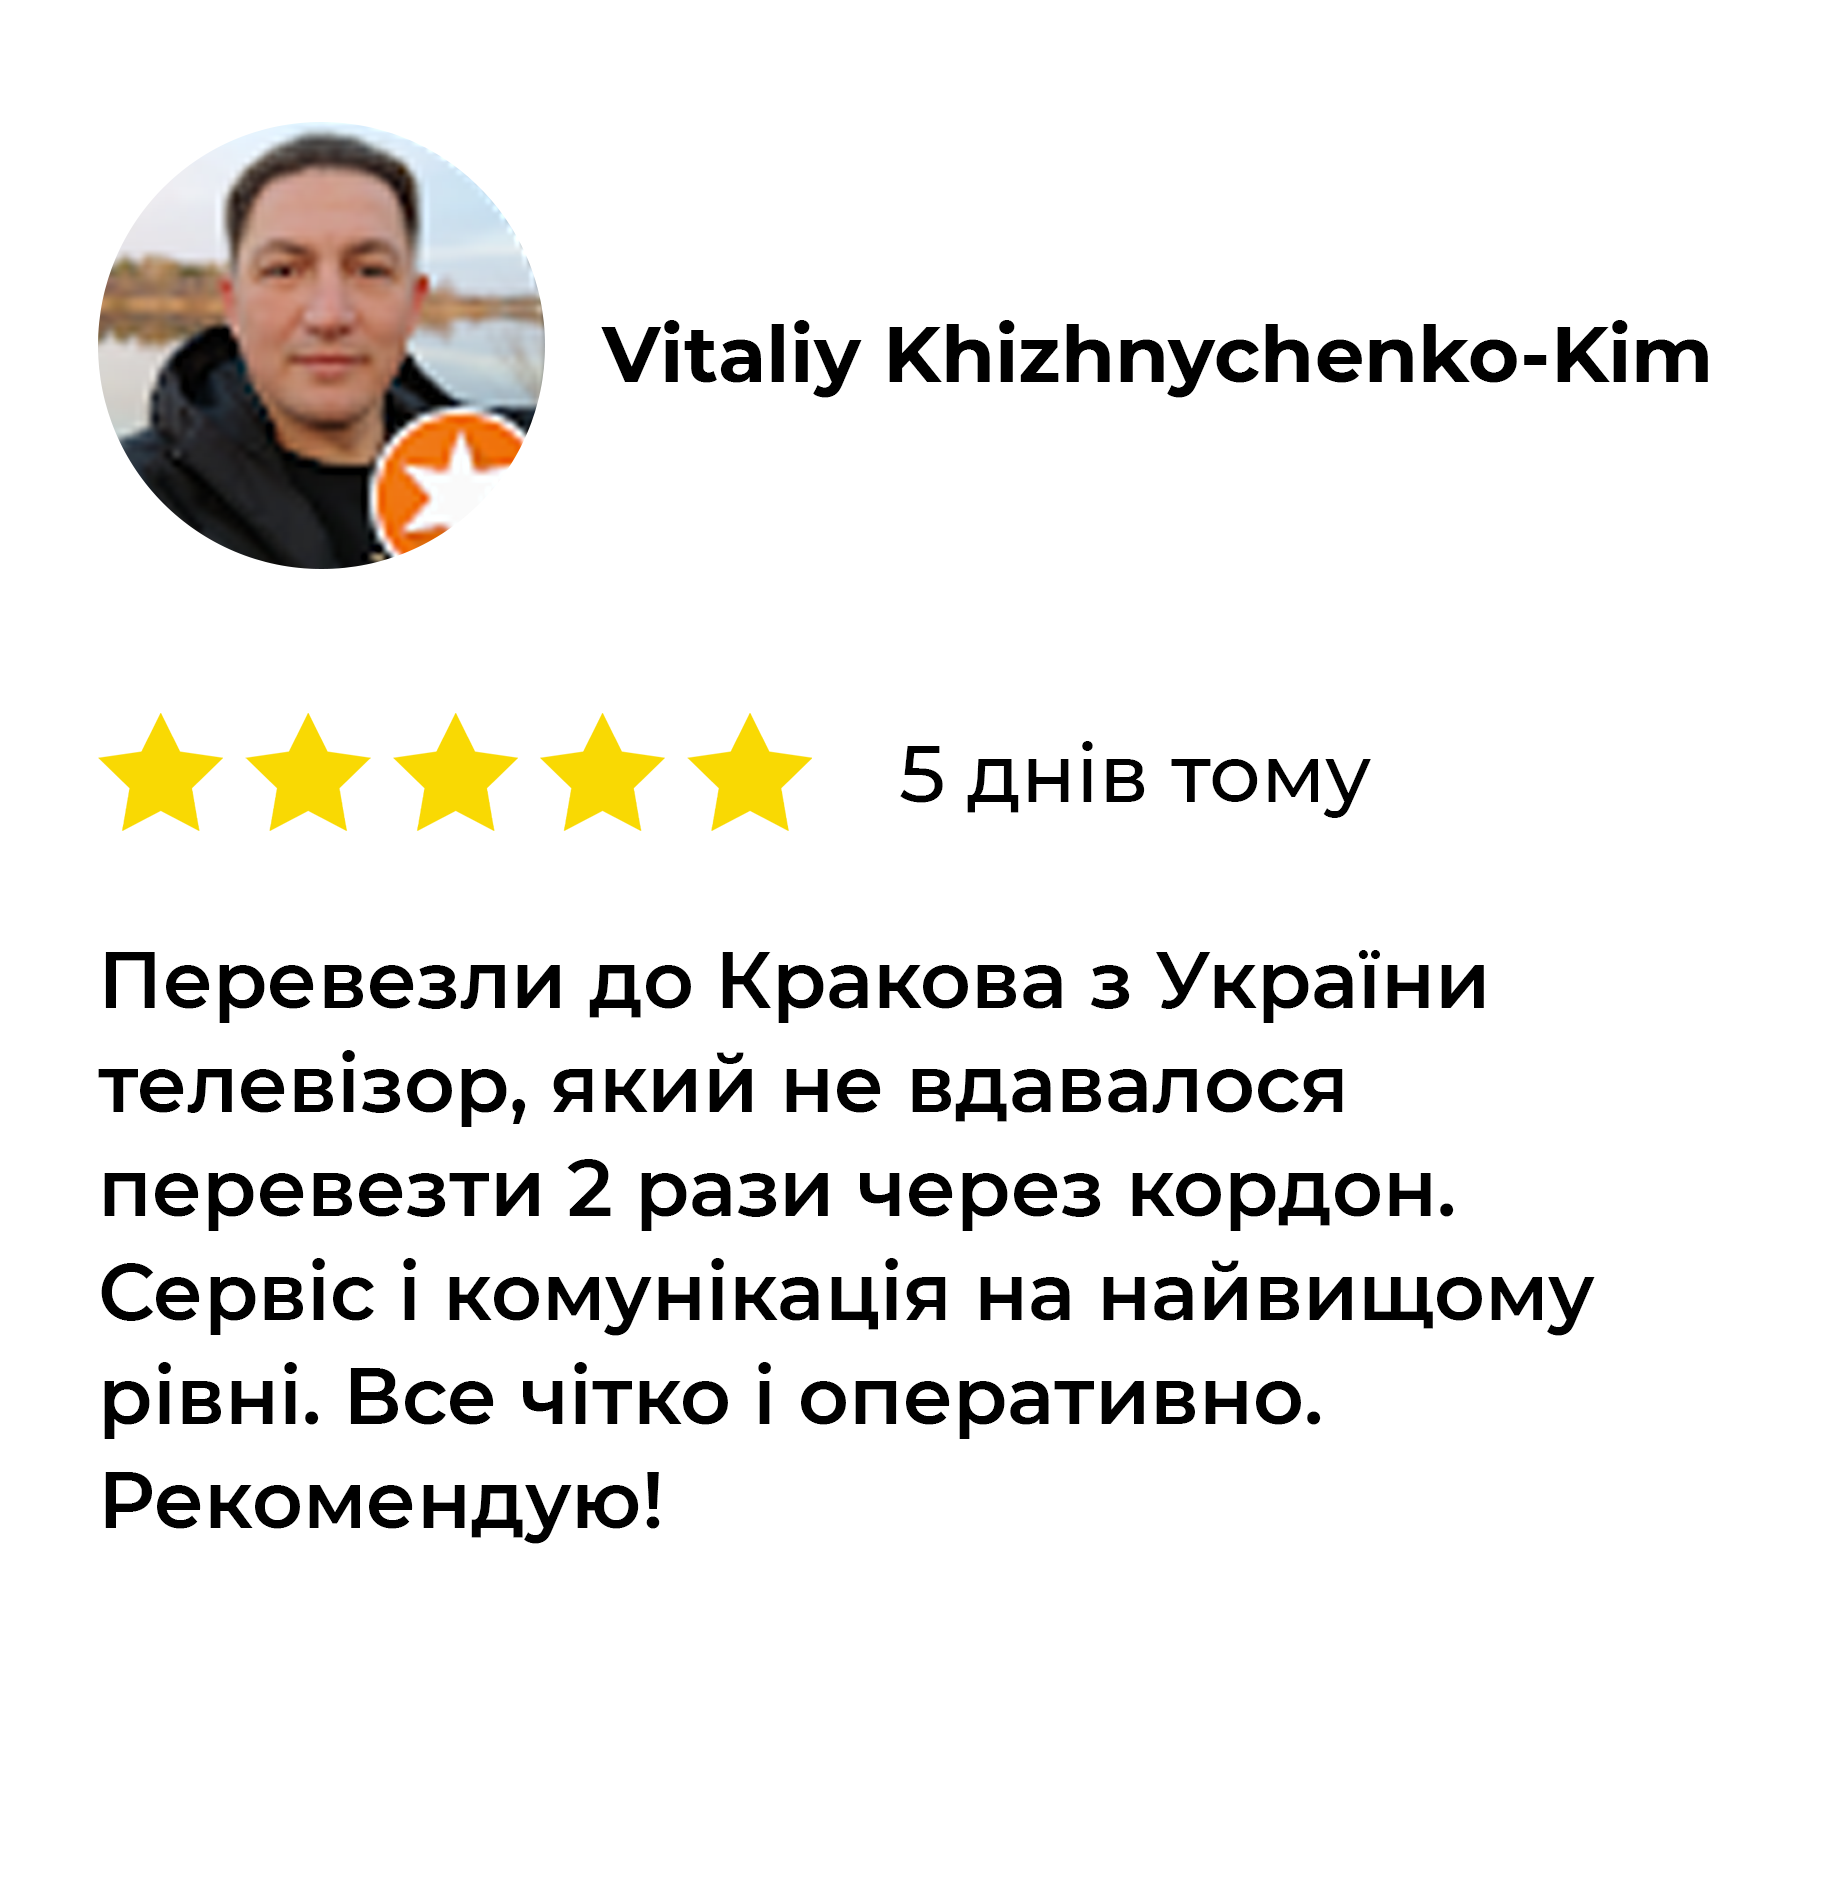 Vitaliy Khizhnychenko-Kim
5 днів тому
Перевезли до Кракова з України
телевізор, який не вдавалося
перевезти 2 рази через кордон.
Сервіс і комунікація на найвищому
рівні. Все чітко і оперативно.
Рекомендую!